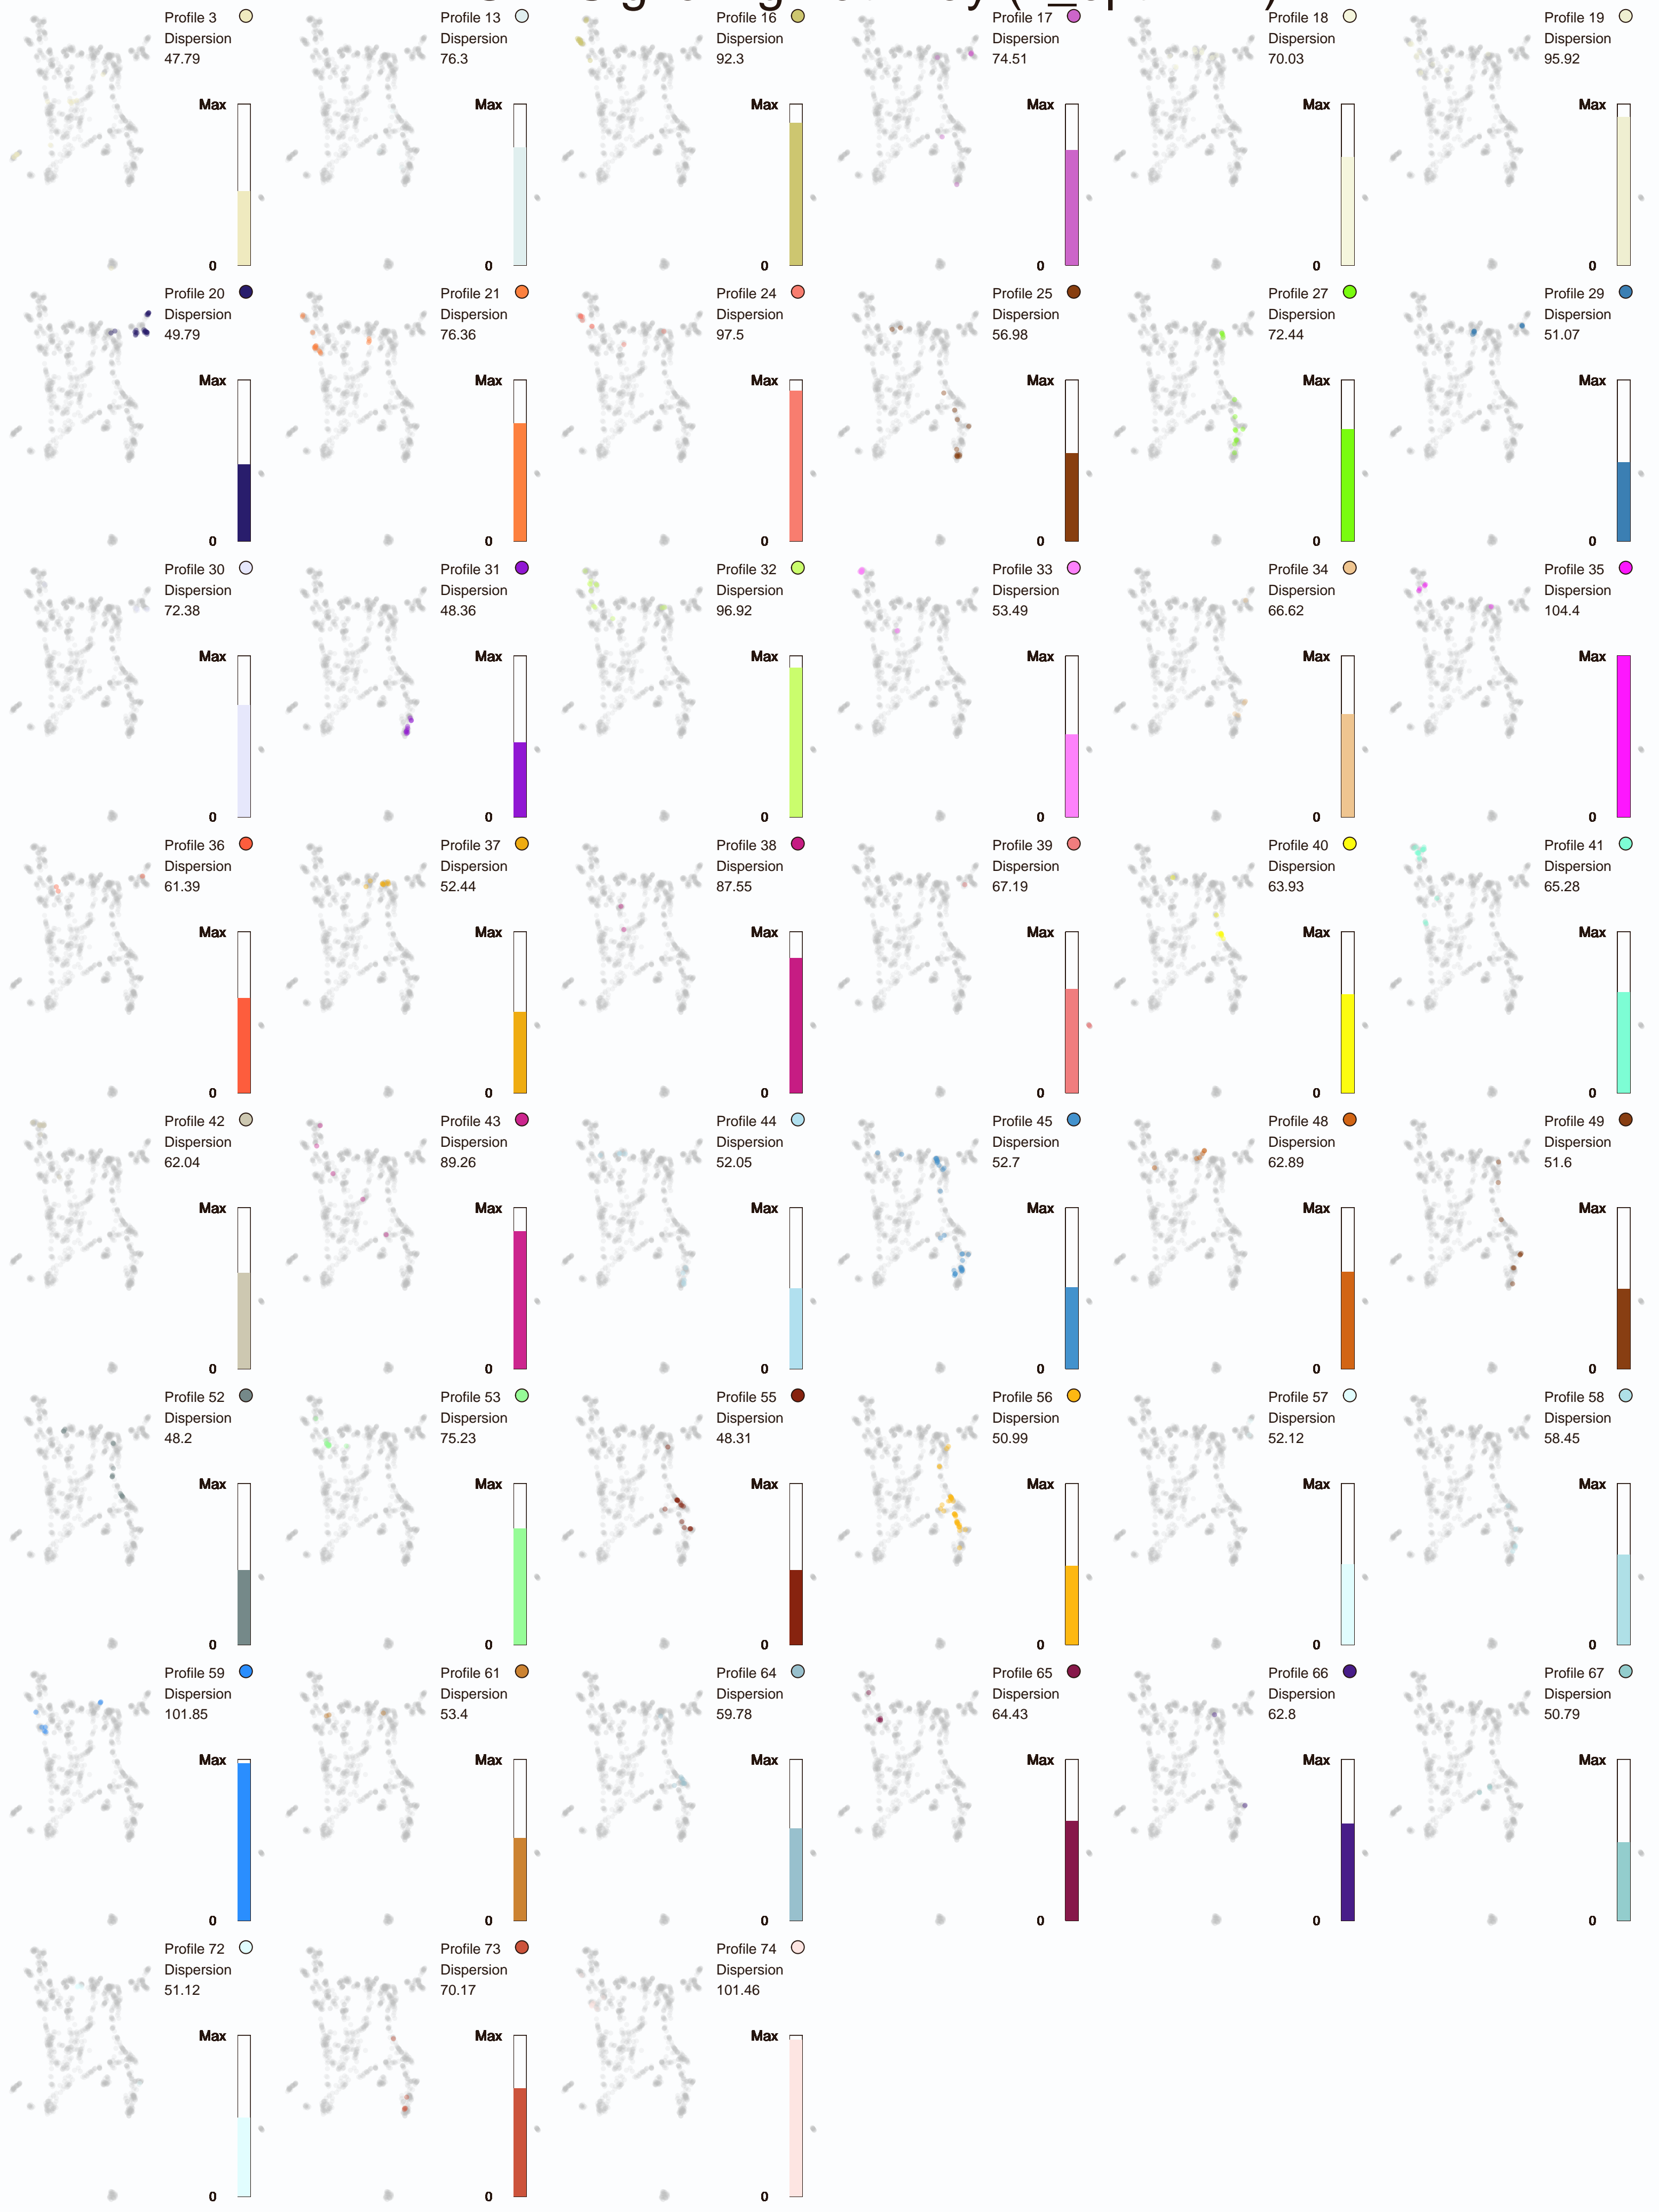 Profile 3
Dispersion
47.79
Max
0
Profile 13
Dispersion
76.3
Max
0
Profile 16
Dispersion
92.3
Max
0
Profile 17
Dispersion
74.51
Max
0
Profile 18
Dispersion
70.03
Max
0
Profile 19
Dispersion
95.92
Max
0
Profile 20
Dispersion
49.79
Max
0
Profile 21
Dispersion
76.36
Max
0
Profile 24
Dispersion
97.5
Max
0
Profile 25
Dispersion
56.98
Max
0
Profile 27
Dispersion
72.44
Max
0
Profile 29
Dispersion
51.07
Max
0
Profile 30
Dispersion
72.38
Max
0
Profile 31
Dispersion
48.36
Max
0
Profile 32
Dispersion
96.92
Max
0
Profile 33
Dispersion
53.49
Max
0
Profile 34
Dispersion
66.62
Max
0
Profile 35
Dispersion
104.4
Max
0
Profile 36
Dispersion
61.39
Max
0
Profile 37
Dispersion
52.44
Max
0
Profile 38
Dispersion
87.55
Max
0
Profile 39
Dispersion
67.19
Max
0
Profile 40
Dispersion
63.93
Max
0
Profile 41
Dispersion
65.28
Max
0
Profile 42
Dispersion
62.04
Max
0
Profile 43
Dispersion
89.26
Max
0
Profile 44
Dispersion
52.05
Max
0
Profile 45
Dispersion
52.7
Max
0
Profile 48
Dispersion
62.89
Max
0
Profile 49
Dispersion
51.6
Max
0
Profile 52
Dispersion
48.2
Max
0
Profile 53
Dispersion
75.23
Max
0
Profile 55
Dispersion
48.31
Max
0
Profile 56
Dispersion
50.99
Max
0
Profile 57
Dispersion
52.12
Max
0
Profile 58
Dispersion
58.45
Max
0
Profile 59
Dispersion
101.85
Max
0
Profile 61
Dispersion
53.4
Max
0
Profile 64
Dispersion
59.78
Max
0
Profile 65
Dispersion
64.43
Max
0
Profile 66
Dispersion
62.8
Max
0
Profile 67
Dispersion
50.79
Max
0
Profile 72
Dispersion
51.12
Max
0
Profile 73
Dispersion
70.17
Max
0
Profile 74
Dispersion
101.46
Max
0